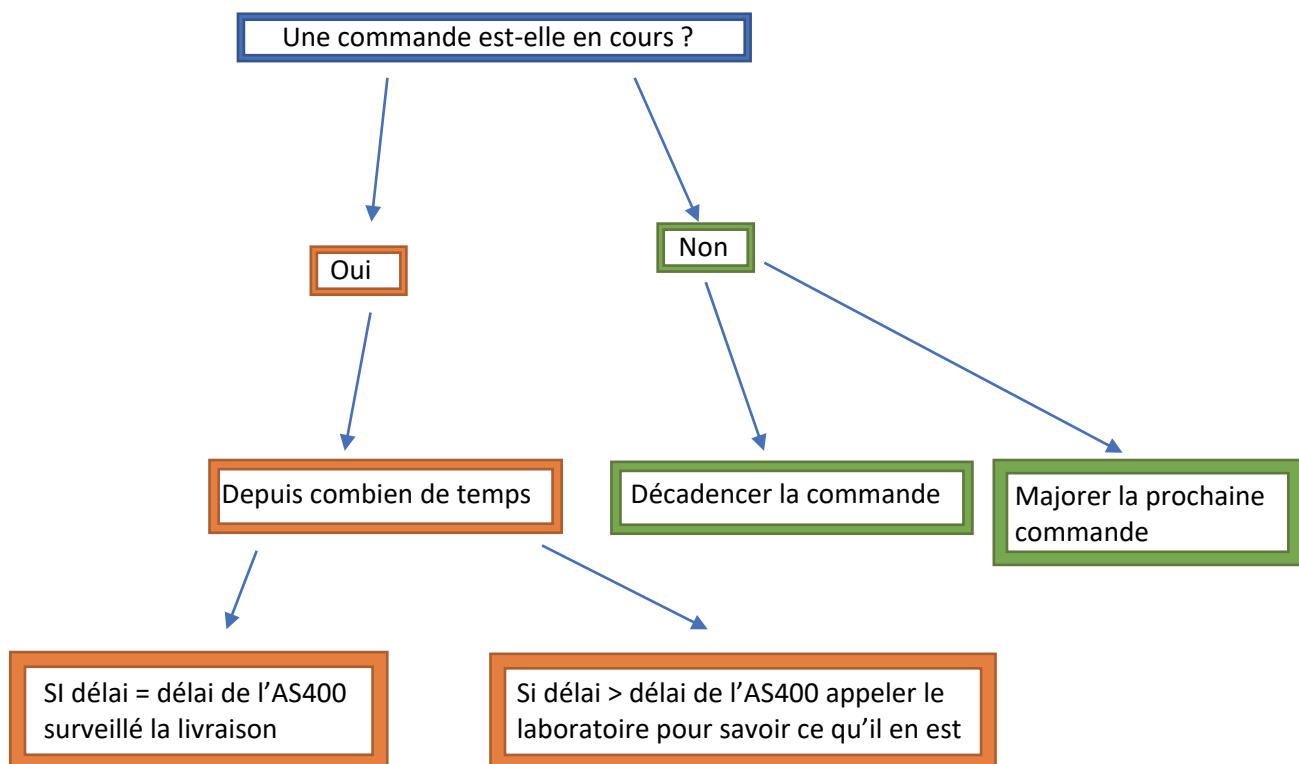 Une commande est-elle en cours ?
Oui
Non
Depuis combien de temps
Décadencer la commande
Majorer la prochaine
commande
SI délai = délai de l’AS400
surveillé la livraison
Si délai > délai de l’AS400 appeler le
laboratoire pour savoir ce qu’il en est